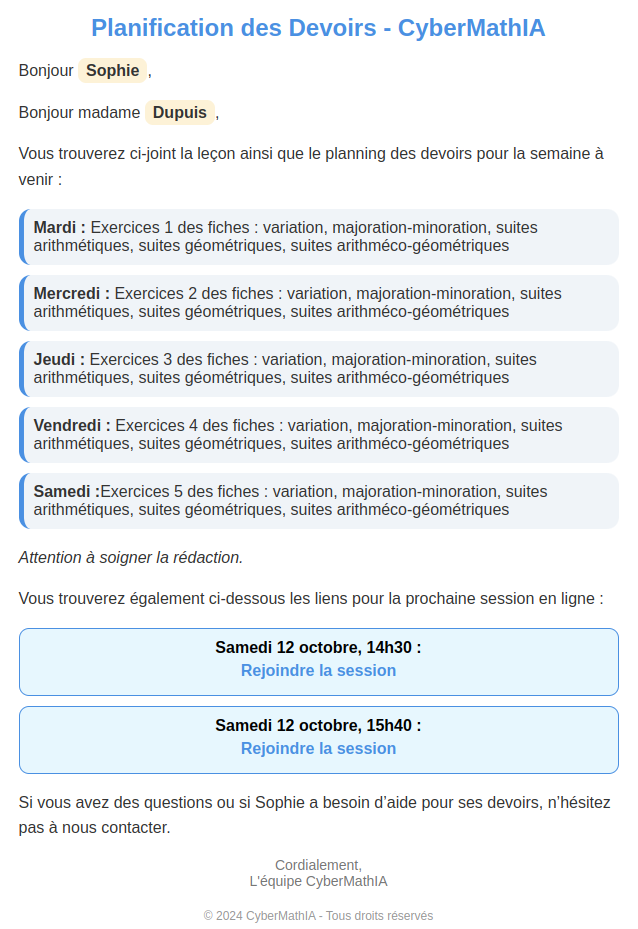 Planification des Devoirs - CyberMathIA
Bonjour Sophie,
Bonjour madame Dupuis,
Vous trouverez ci-joint la leçon ainsi que le planning des devoirs pour la semaine à
venir :
Mardi : Exercices 1 des fiches : variation, majoration-minoration, suites
arithmétiques, suites géométriques, suites arithméco-géométriques
Mercredi : Exercices 2 des fiches : variation, majoration-minoration, suites
arithmétiques, suites géométriques, suites arithméco-géométriques
Jeudi : Exercices 3 des fiches : variation, majoration-minoration, suites
arithmétiques, suites géométriques, suites arithméco-géométriques
Vendredi : Exercices 4 des fiches : variation, majoration-minoration, suites
arithmétiques, suites géométriques, suites arithméco-géométriques
Samedi :Exercices 5 des fiches : variation, majoration-minoration, suites
arithmétiques, suites géométriques, suites arithméco-géométriques
Attention à soigner la rédaction.
Vous trouverez également ci-dessous les liens pour la prochaine session en ligne :
Samedi 12 octobre, 14h30 :
Rejoindre la session
Samedi 12 octobre, 15h40 :
Rejoindre la session
Si vous avez des questions ou si Sophie a besoin d’aide pour ses devoirs, n’hésitez
pas à nous contacter.
Cordialement,
L'équipe CyberMathIA
© 2024 CyberMathIA - Tous droits réservés